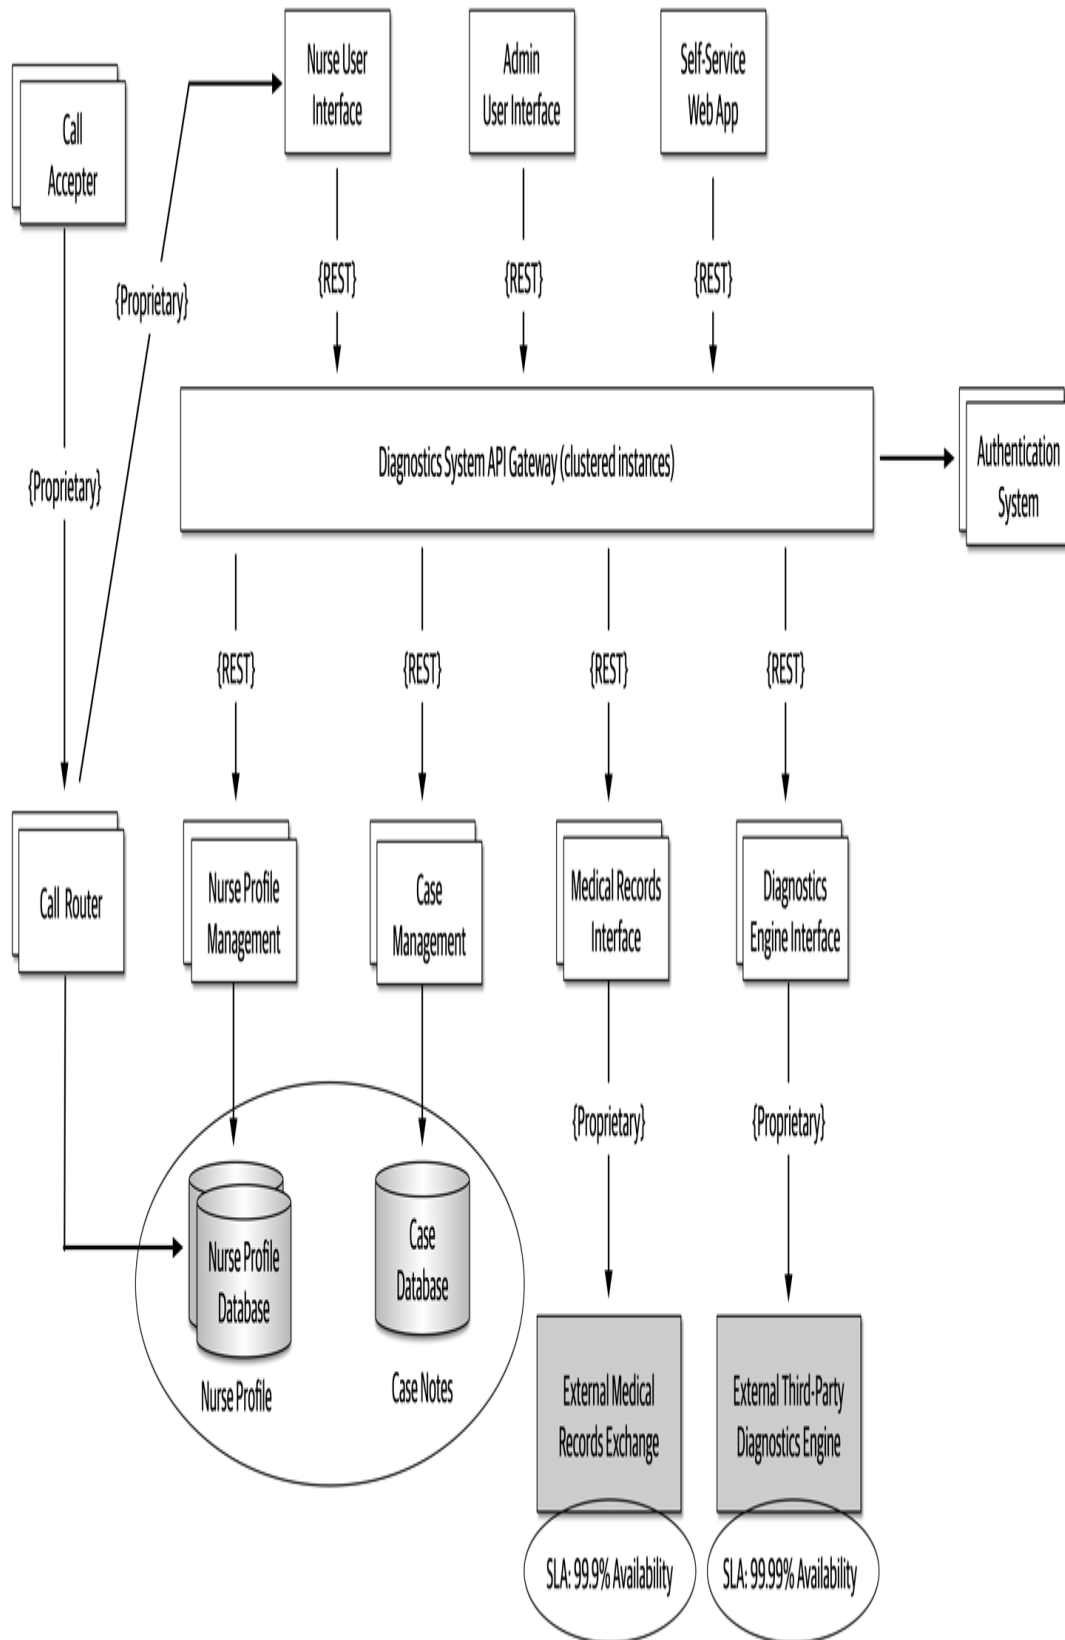 Nurse User
Interface
Admin
User Interface
Self-Service
Web App
Call
Accepter
{Proprietary}
{REST}
{REST}
{REST}
Diagnostics System API Gateway (clustered instances)
Authentication
System
{Proprietary}
{REST}
{REST}
{REST}
{REST}
Call Router
Nurse Profile
Management
Case
Management
Medical Records
Interface
Diagnostics
Engine Interface
{Proprietary}
{Proprietary}
Nurse Profile
Database
Case
Database
Nurse Profile
Case Notes
External Medical
Records Exchange
External Third-Party
Diagnostics Engine
SLA: 99.9% Availability
SLA: 99.99% Availability